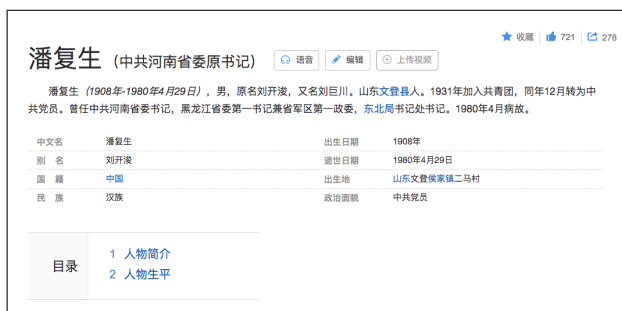 收藏 721 278
潘复生（中共河南省委原书记） 语音 编辑 上传视频
潘复生（1908年-1980年4月29日），男，原名刘开浚，又名刘巨川。山东文登县人。1931年加入共青团，同年12月转为中
共党员。曾任中共河南省委书记，黑龙江省委第一书记兼省军区第一政委，东北局书记处书记。1980年4月病故。
中文名 潘复生 出生日期 1908年
别 名 刘开浚 逝世日期 1980年4月29日
国 籍 中国 出生地 山东文登侯家镇二马村
民 族 汉族 政治面貌 中共党员
目录
1 人物简介
2 人物生平